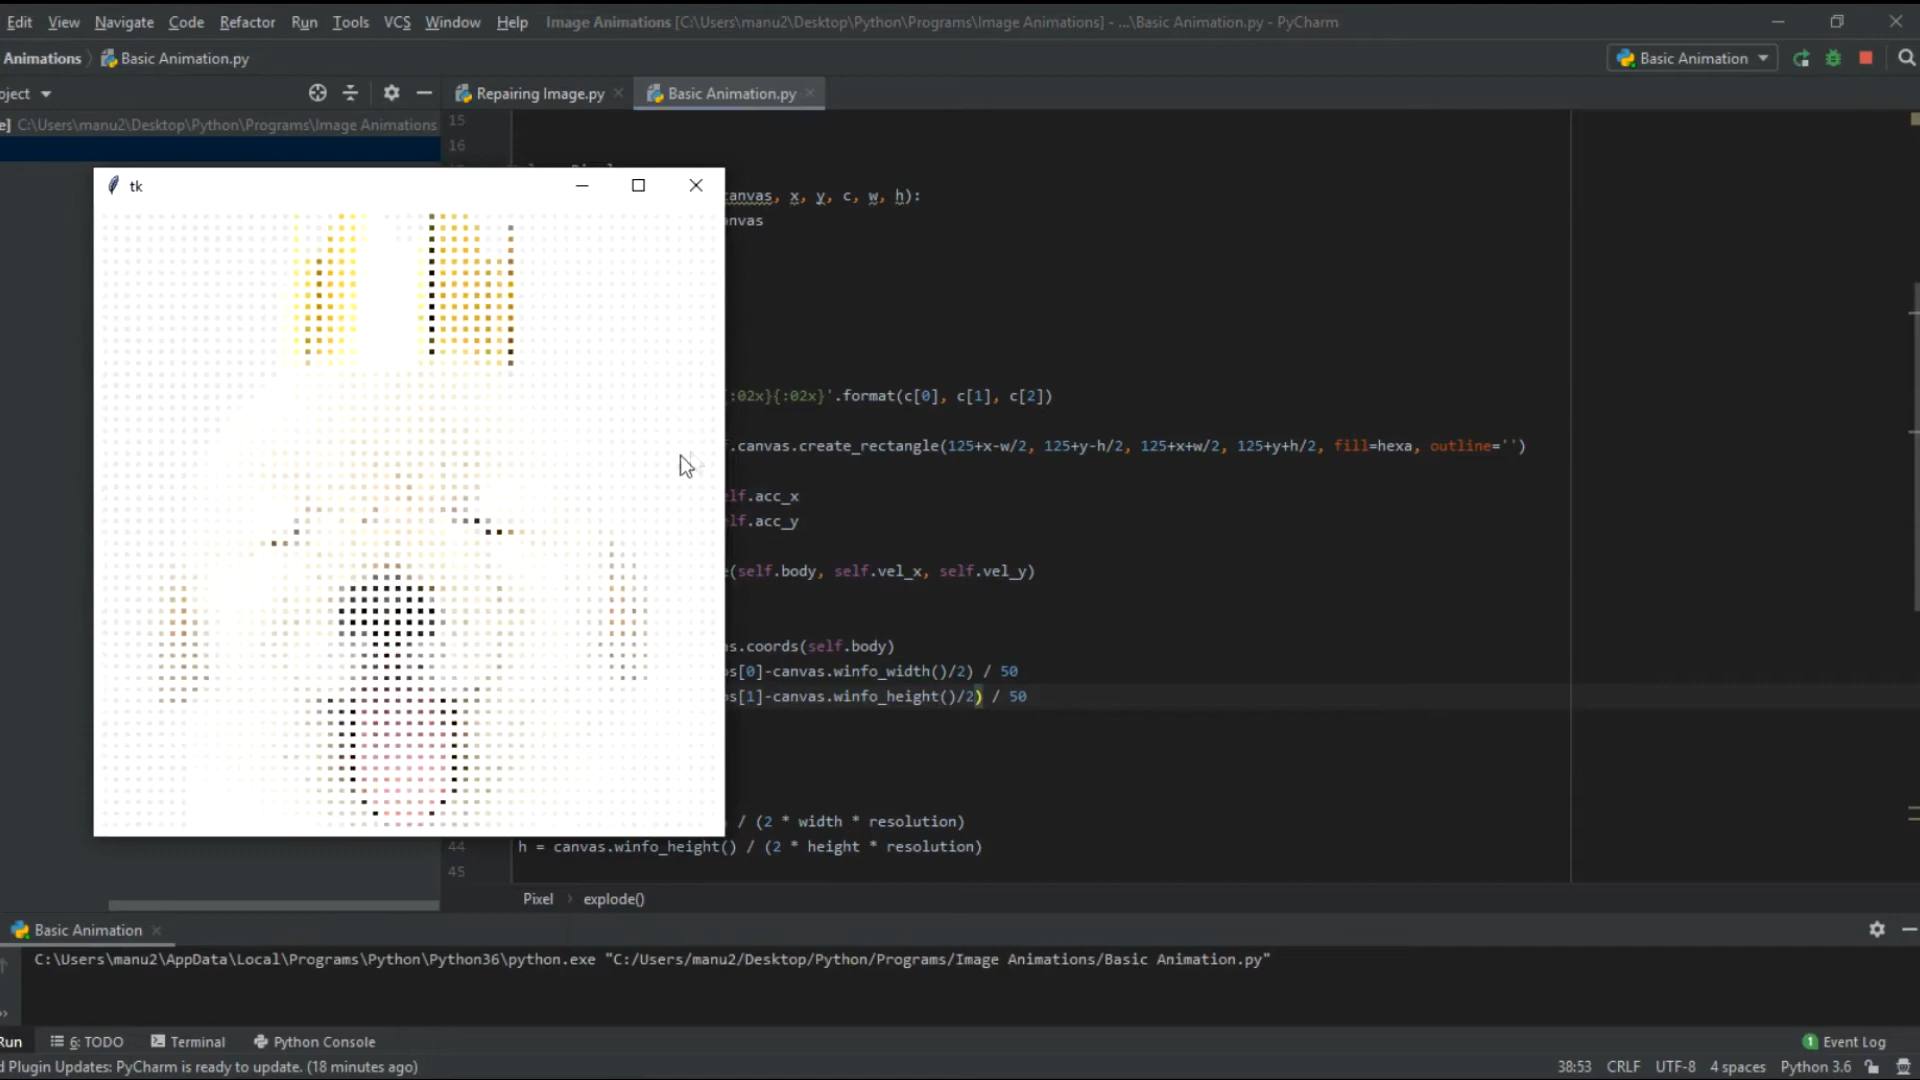 Edit View Navigate Code Refactor Run Tools VCS Window Help Image Animations [C:\Users\manu2\Desktop\Python\Programs\Image Animations] - ...\Basic Animation.py - PyCharm
Animations Basic Animation.py
Basic Animation
oject
Repairing Image.py
Basic Animation.py
e] C:\Users\manu2\Desktop\Python\Programs\Image Animations
15
16
tk
canvas, x, y, c, w, h):
nvas
:02x}{:02x}'.format(c[0], c[1], c[2])
.canvas.create_rectangle(125+x-w/2, 125+y-h/2, 125+x+w/2, 125+y+h/2, fill=hexa, outline='')
lf.acc_x
lf.acc_y
e(self.body, self.vel_x, self.vel_y)
s.coords(self.body)
os[0]-canvas.winfo_width()/2) / 50
os[1]-canvas.winfo_height()/2) / 50
/ (2 * width * resolution)
44 h = canvas.winfo_height() / (2 * height * resolution)
45
Pixel explode()
Basic Animation
C:\Users\manu2\AppData\Local\Programs\Python\Python36\python.exe "C:/Users/manu2/Desktop/Python/Programs/Image Animations/Basic Animation.py"
Run 6: TODO Terminal Python Console
1 Event Log
d Plugin Updates: PyCharm is ready to update. (18 minutes ago)
38:53 CRLF UTF-8 4 spaces Python 3.6